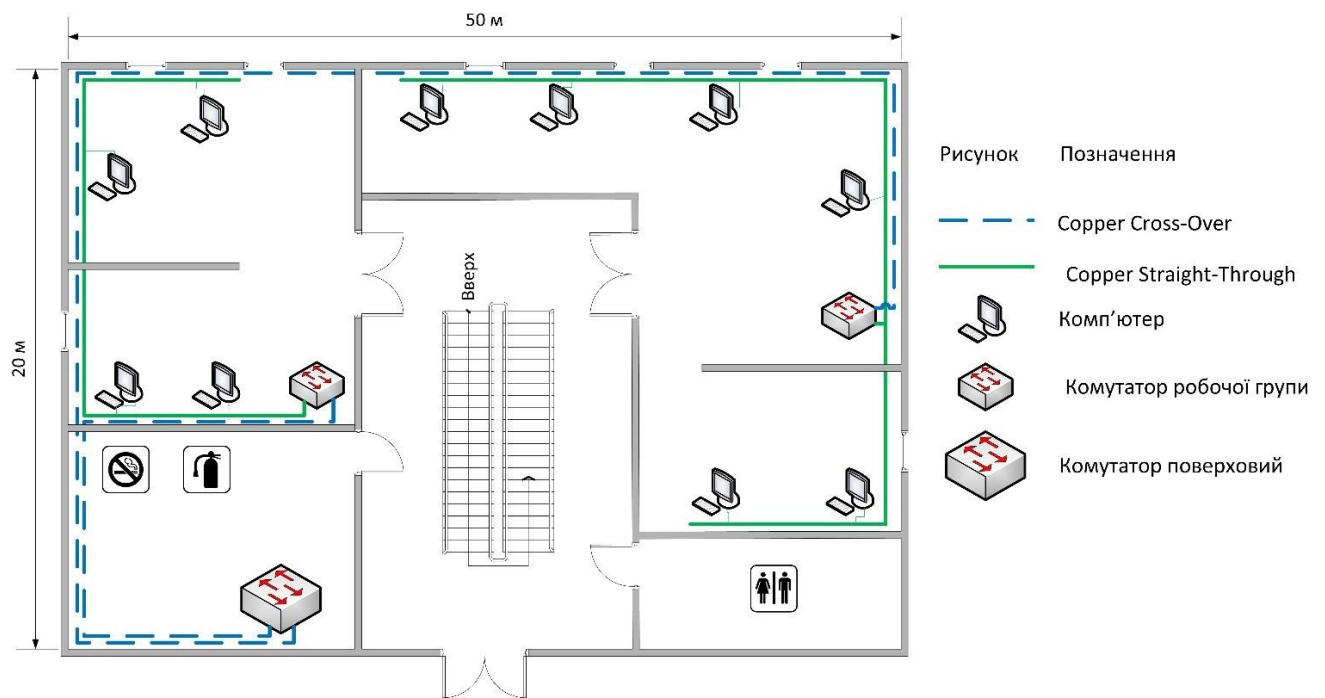 50 м
20 м
Вверх
Рисунок Позначення
Copper Cross-Over
Copper Straight-Through
Комп’ютер
Комутатор робочої групи
Комутатор поверховий